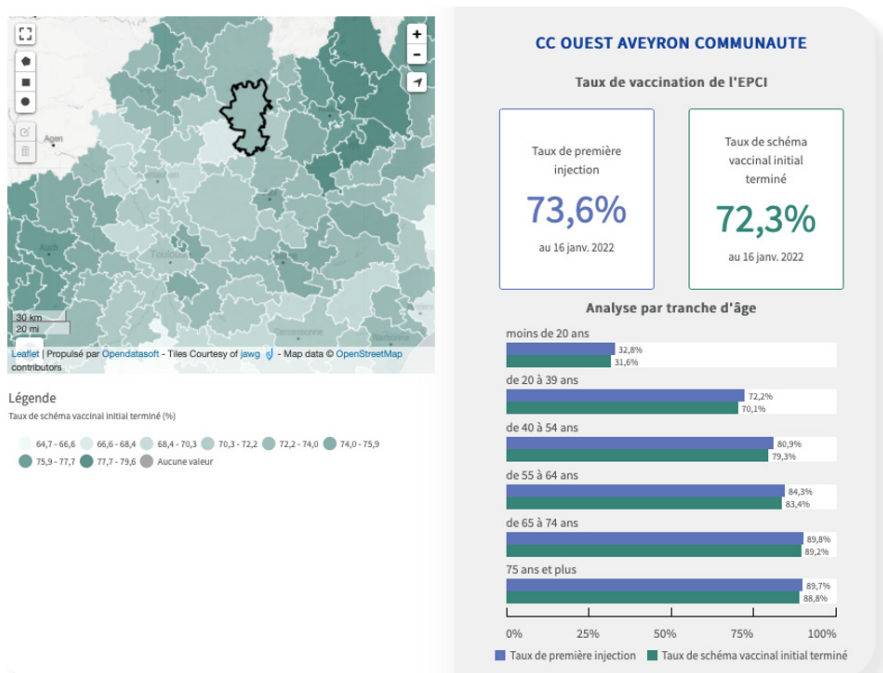 Agen
Auch
Toulouse
Carcassonne
Narbonne
+
−
30 km
20 mi
Leaflet | Propulsé par Opendatasoft - Tiles Courtesy of jawg - Map data © OpenStreetMap
contributors
Légende
Taux de schéma vaccinal initial terminé (%)
64,7 - 66,6 66,6 - 68,4 68,4 - 70,3 70,3 - 72,2 72,2 - 74,0 74,0 - 75,9
75,9 - 77,7 77,7 - 79,6 Aucune valeur
CC OUEST AVEYRON COMMUNAUTE
Taux de vaccination de l'EPCI
Taux de première
injection
73,6%
au 16 janv. 2022
Taux de schéma
vaccinal initial
terminé
72,3%
au 16 janv. 2022
Analyse par tranche d'âge
moins de 20 ans
32,8%
31,6%
de 20 à 39 ans
72,2%
70,1%
de 40 à 54 ans
80,9%
79,3%
de 55 à 64 ans
84,3%
83,4%
de 65 à 74 ans
89,8%
89,2%
75 ans et plus
89,7%
88,8%
0% 25% 50% 75% 100%
Taux de première injection Taux de schéma vaccinal initial terminé